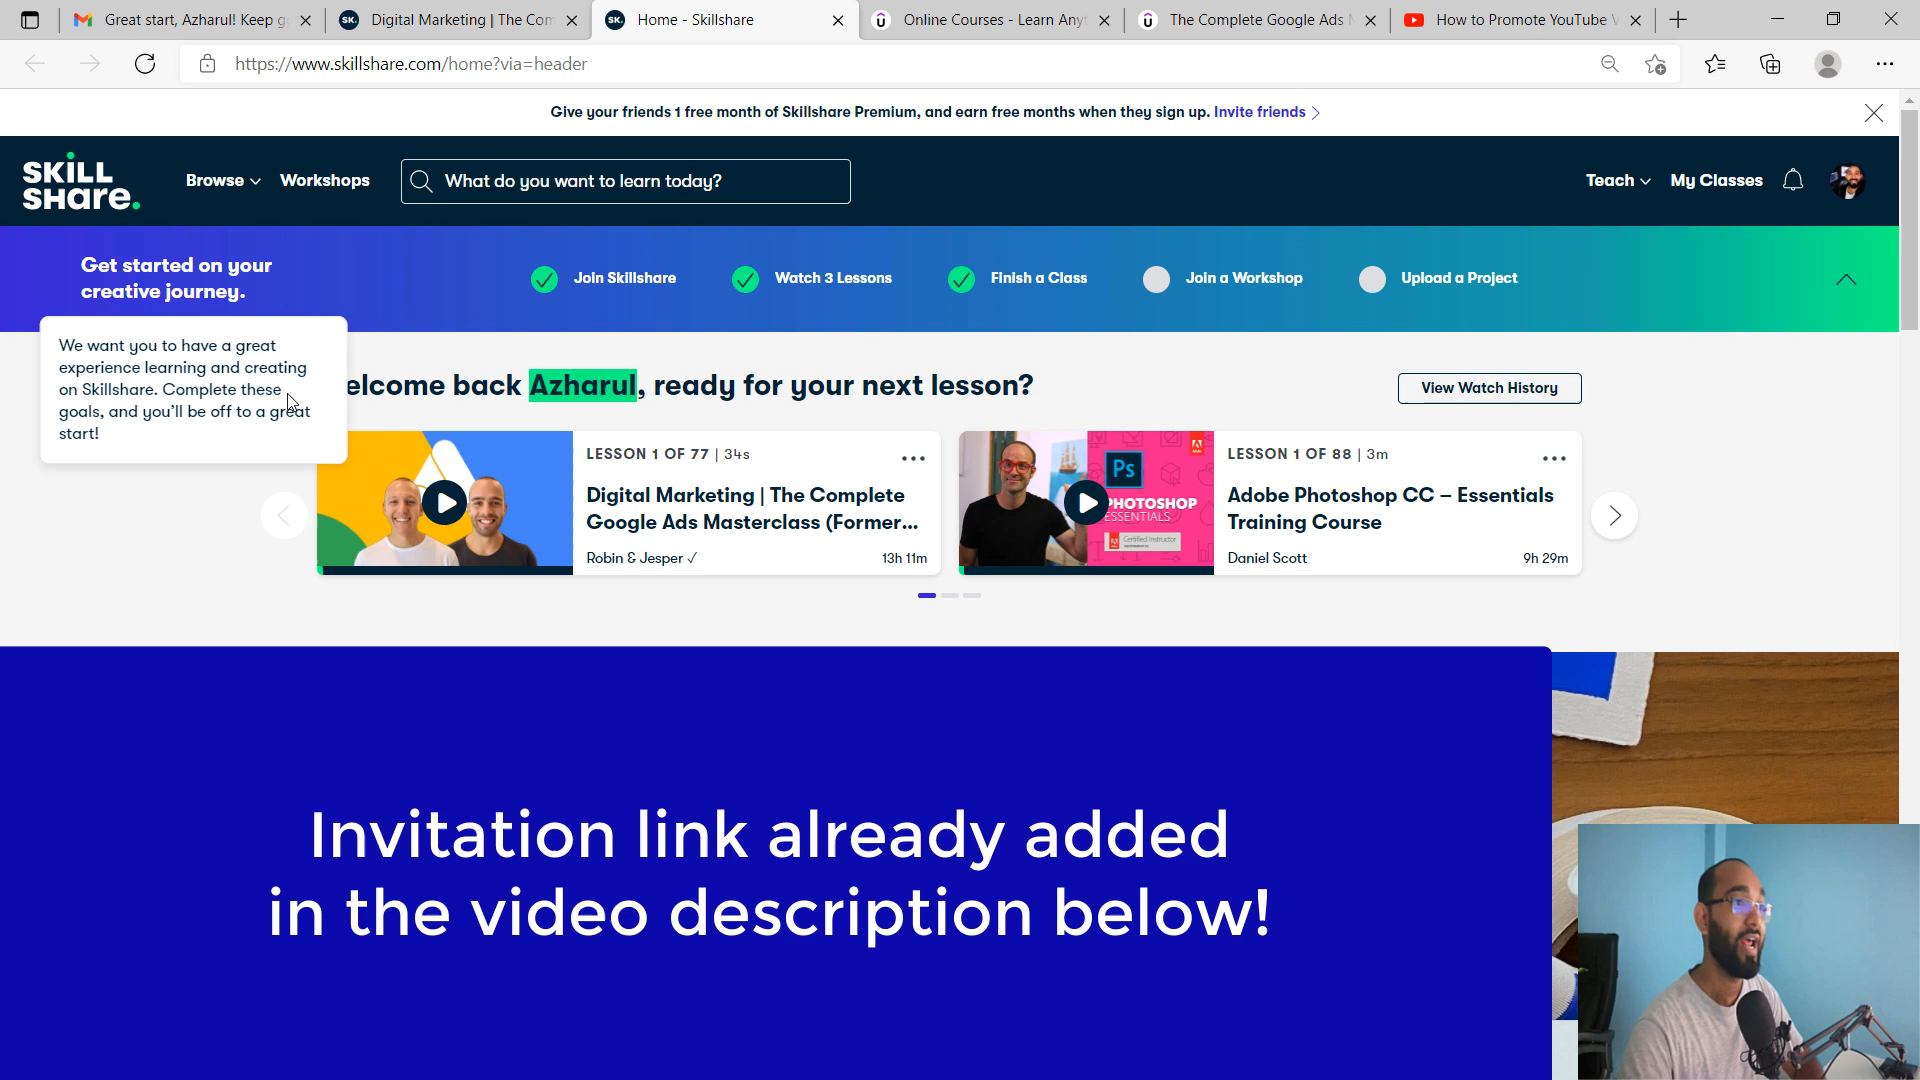 Great start, Azharul! Keep g
Digital Marketing | The Com
Home - Skillshare
Online Courses - Learn Any
The Complete Google Ads M
How to Promote YouTube V
https://www.skillshare.com/home?via=header
Give your friends 1 free month of Skillshare Premium, and earn free months when they sign up. Invite friends
SKILL
SHare.
Browse
Workshops
What do you want to learn today?
Teach
My Classes
Get started on your
creative journey.
Join Skillshare
Watch 3 Lessons
Finish a Class
Join a Workshop
Upload a Project
We want you to have a great
experience learning and creating
on Skillshare. Complete these
goals, and you'll be off to a great
start!
elcome back Azharul, ready for your next lesson?
View Watch History
LESSON 1 OF 77 | 34s
Digital Marketing | The Complete
Google Ads Masterclass (Former...
Robin & Jesper ✓
13h 11m
Ps
PHOTOSHOP
ESSENTIALS
Certified Instructor
LESSON 1 OF 88 | 3m
Adobe Photoshop CC – Essentials
Training Course
Daniel Scott
9h 29m
Invitation link already added
in the video description below!